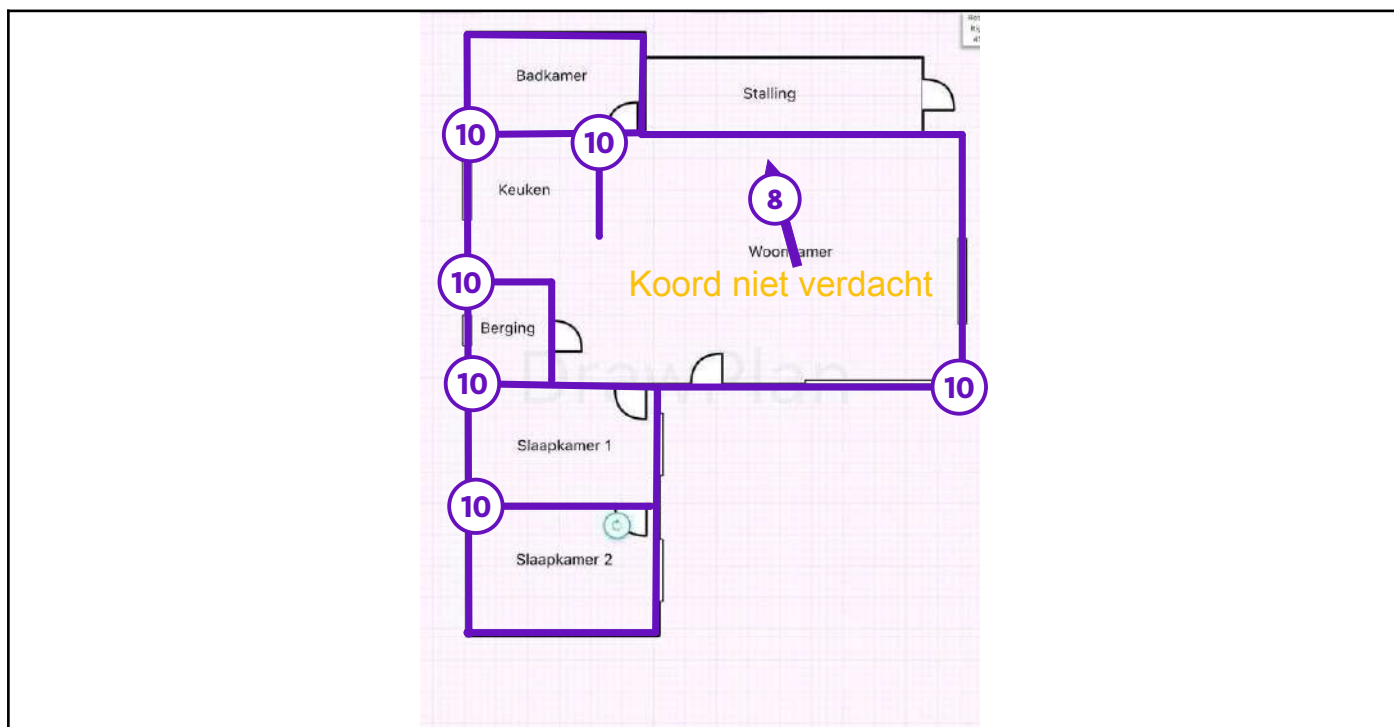 Badkamer
Stalling
10
10
Keuken
8
Woonkamer
Koord niet verdacht
10
Berging
DrawPlan
10
10
Slaapkamer 1
10
Slaapkamer 2